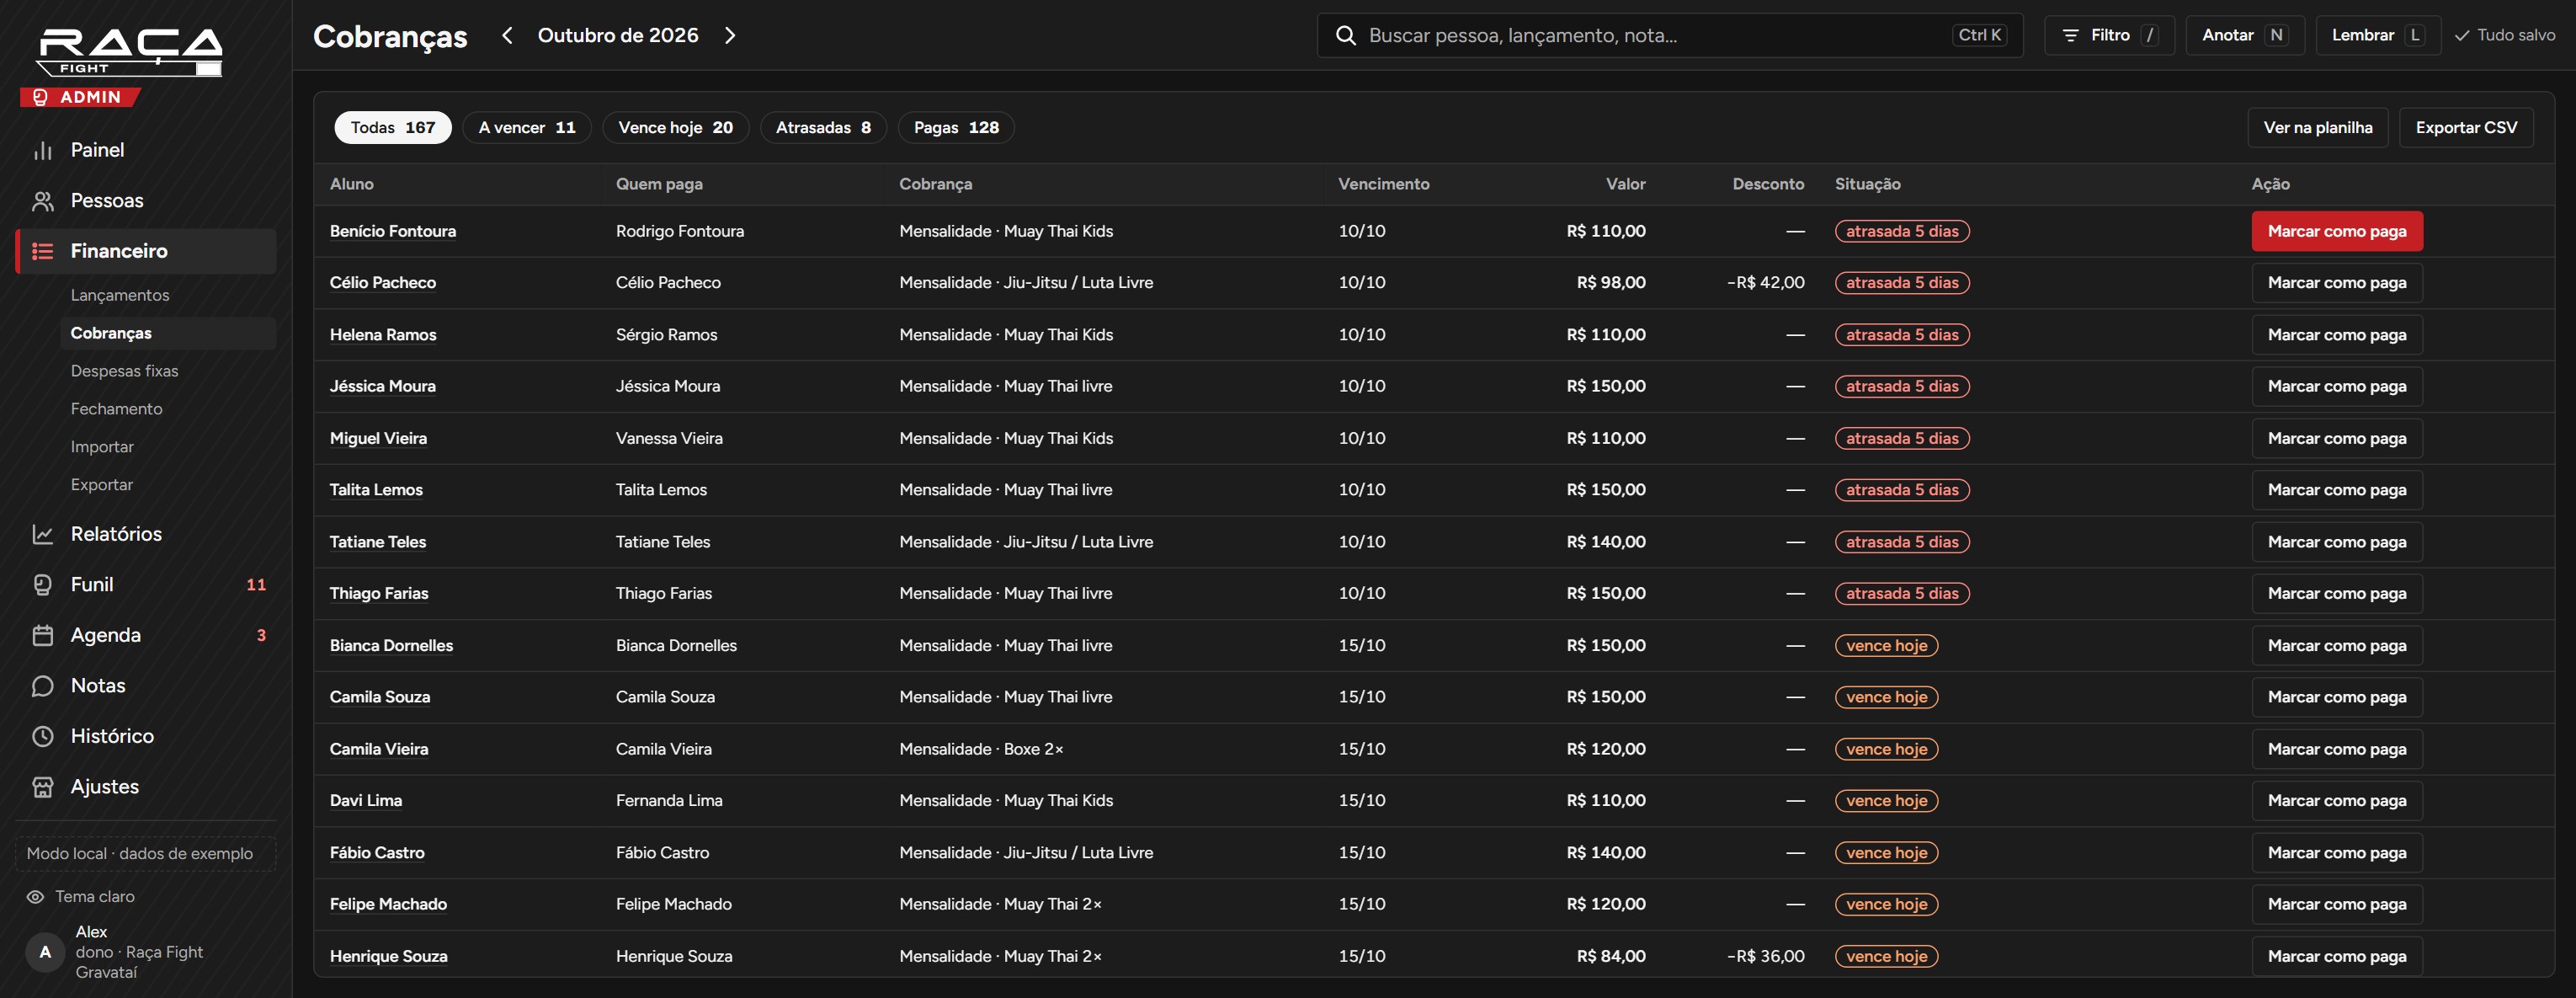 RAÇA
FIGHT
ADMIN
Painel
Pessoas
Financeiro
Lançamentos
Cobranças
Despesas fixas
Fechamento
Importar
Exportar
Relatórios
Funil 11
Agenda 3
Notas
Histórico
Ajustes
Modo local · dados de exemplo
Tema claro
A
Alex
dono · Raça Fight
Gravataí
Cobranças Outubro de 2026 Buscar pessoa, lançamento, nota... Ctrl K Filtro / Anotar N Lembrar L Tudo salvo
Todas 167 A vencer 11 Vence hoje 20 Atrasadas 8 Pagas 128 Ver na planilha Exportar CSV
Aluno Quem paga Cobrança Vencimento Valor Desconto Situação Ação
Benício Fontoura Rodrigo Fontoura Mensalidade · Muay Thai Kids 10/10 R$ 110,00 — atrasada 5 dias Marcar como paga
Célio Pacheco Célio Pacheco Mensalidade · Jiu-Jitsu / Luta Livre 10/10 R$ 98,00 −R$ 42,00 atrasada 5 dias Marcar como paga
Helena Ramos Sérgio Ramos Mensalidade · Muay Thai Kids 10/10 R$ 110,00 — atrasada 5 dias Marcar como paga
Jéssica Moura Jéssica Moura Mensalidade · Muay Thai livre 10/10 R$ 150,00 — atrasada 5 dias Marcar como paga
Miguel Vieira Vanessa Vieira Mensalidade · Muay Thai Kids 10/10 R$ 110,00 — atrasada 5 dias Marcar como paga
Talita Lemos Talita Lemos Mensalidade · Muay Thai livre 10/10 R$ 150,00 — atrasada 5 dias Marcar como paga
Tatiane Teles Tatiane Teles Mensalidade · Jiu-Jitsu / Luta Livre 10/10 R$ 140,00 — atrasada 5 dias Marcar como paga
Thiago Farias Thiago Farias Mensalidade · Muay Thai livre 10/10 R$ 150,00 — atrasada 5 dias Marcar como paga
Bianca Dornelles Bianca Dornelles Mensalidade · Muay Thai livre 15/10 R$ 150,00 — vence hoje Marcar como paga
Camila Souza Camila Souza Mensalidade · Muay Thai livre 15/10 R$ 150,00 — vence hoje Marcar como paga
Camila Vieira Camila Vieira Mensalidade · Boxe 2× 15/10 R$ 120,00 — vence hoje Marcar como paga
Davi Lima Fernanda Lima Mensalidade · Muay Thai Kids 15/10 R$ 110,00 — vence hoje Marcar como paga
Fábio Castro Fábio Castro Mensalidade · Jiu-Jitsu / Luta Livre 15/10 R$ 140,00 — vence hoje Marcar como paga
Felipe Machado Felipe Machado Mensalidade · Muay Thai 2× 15/10 R$ 120,00 — vence hoje Marcar como paga
Henrique Souza Henrique Souza Mensalidade · Muay Thai 2× 15/10 R$ 84,00 −R$ 36,00 vence hoje Marcar como paga